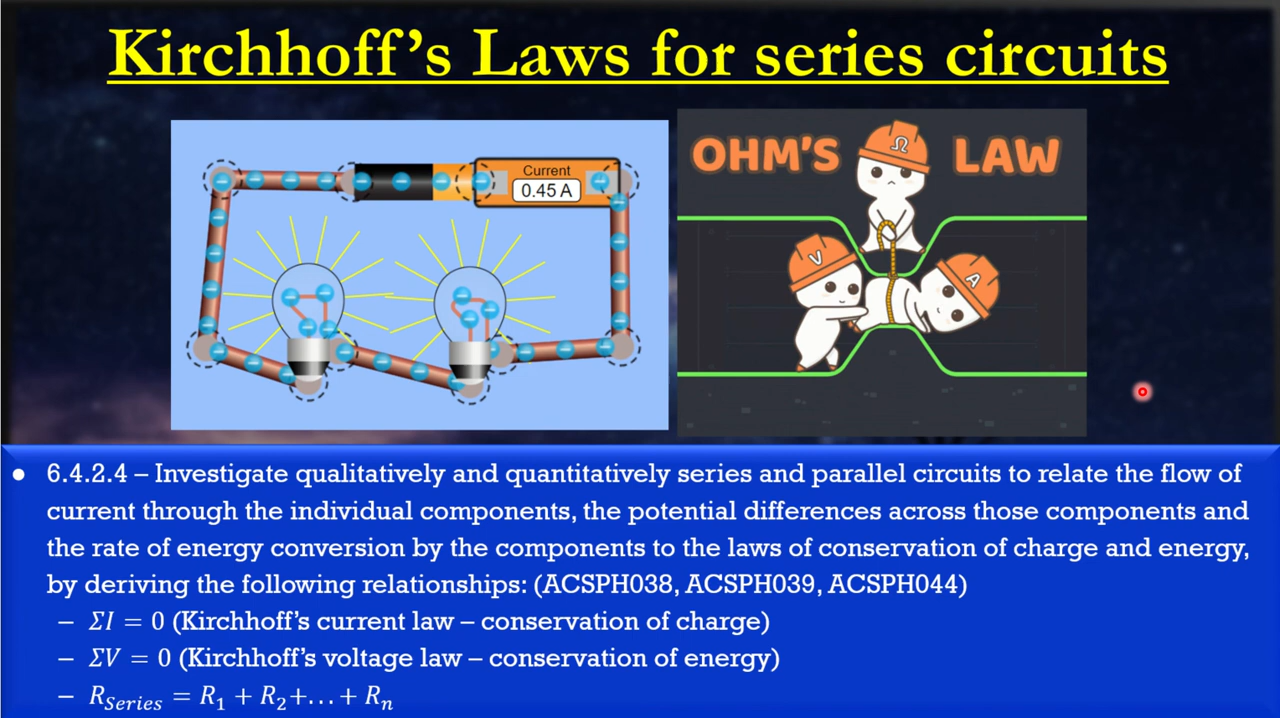 Kirchhoff's Laws for series circuits
Current
0.45 A
OHM'S LAW
Ω
V
A
● 6.4.2.4 – Investigate qualitatively and quantitatively series and parallel circuits to relate the flow of
current through the individual components, the potential differences across those components and
the rate of energy conversion by the components to the laws of conservation of charge and energy,
by deriving the following relationships: (ACSPH038, ACSPH039, ACSPH044)
– ΣI = 0 (Kirchhoff's current law – conservation of charge)
– ΣV = 0 (Kirchhoff's voltage law – conservation of energy)
– R_Series = R_1 + R_2+...+ R_n